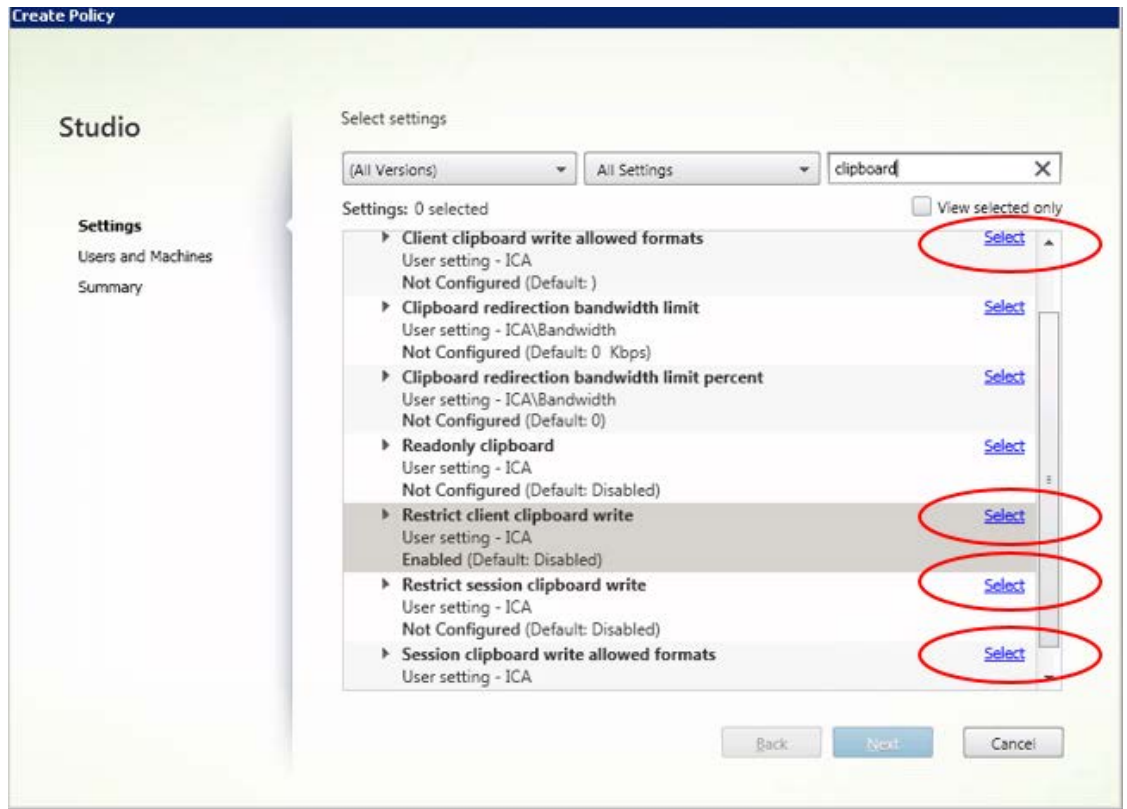 Create Policy
Studio
Settings
Users and Machines
Summary
Select settings
(All Versions)
All Settings
clipboard
Settings: 0 selected
View selected only
Client clipboard write allowed formats
Select
User setting - ICA
Not Configured (Default: )
Clipboard redirection bandwidth limit
Select
User setting - ICA\Bandwidth
Not Configured (Default: 0 Kbps)
Clipboard redirection bandwidth limit percent
Select
User setting - ICA\Bandwidth
Not Configured (Default: 0)
Readonly clipboard
Select
User setting - ICA
Not Configured (Default: Disabled)
Restrict client clipboard write
Select
User setting - ICA
Enabled (Default: Disabled)
Restrict session clipboard write
Select
User setting - ICA
Not Configured (Default: Disabled)
Session clipboard write allowed formats
Select
User setting - ICA
Back
Next
Cancel